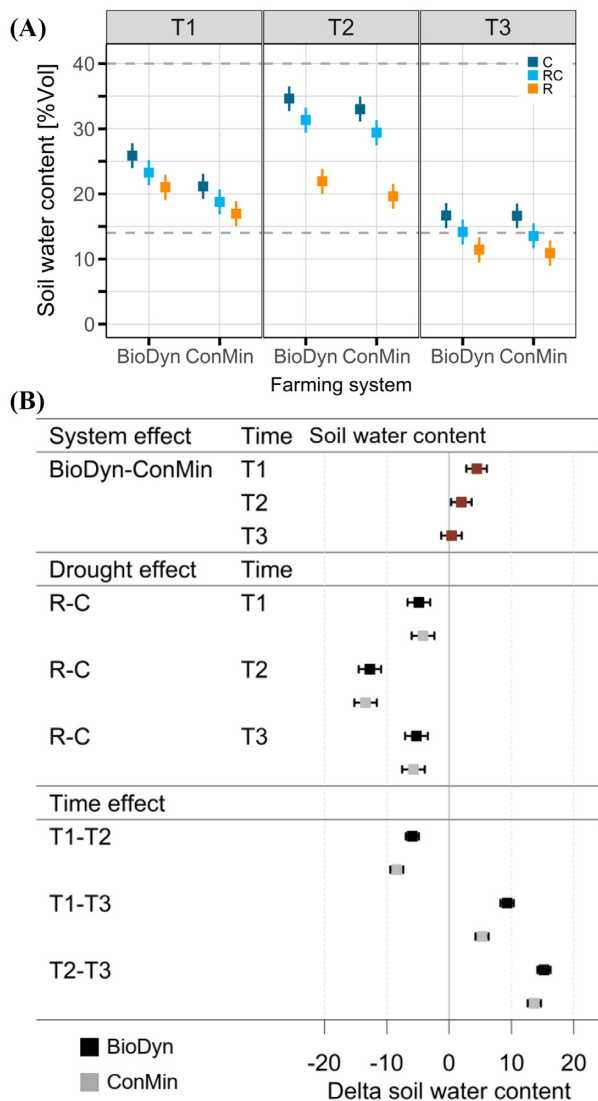 (A)
T1 T2 T3
C
RC
R
Soil water content [%Vol]
40
30
20
10
0
BioDyn ConMin BioDyn ConMin BioDyn ConMin
Farming system
(B)
System effect Time Soil water content
BioDyn-ConMin T1
T2
T3
Drought effect Time
R-C T1
R-C T2
R-C T3
Time effect
T1-T2
T1-T3
T2-T3
BioDyn
ConMin
-20 -10 0 10 20
Delta soil water content